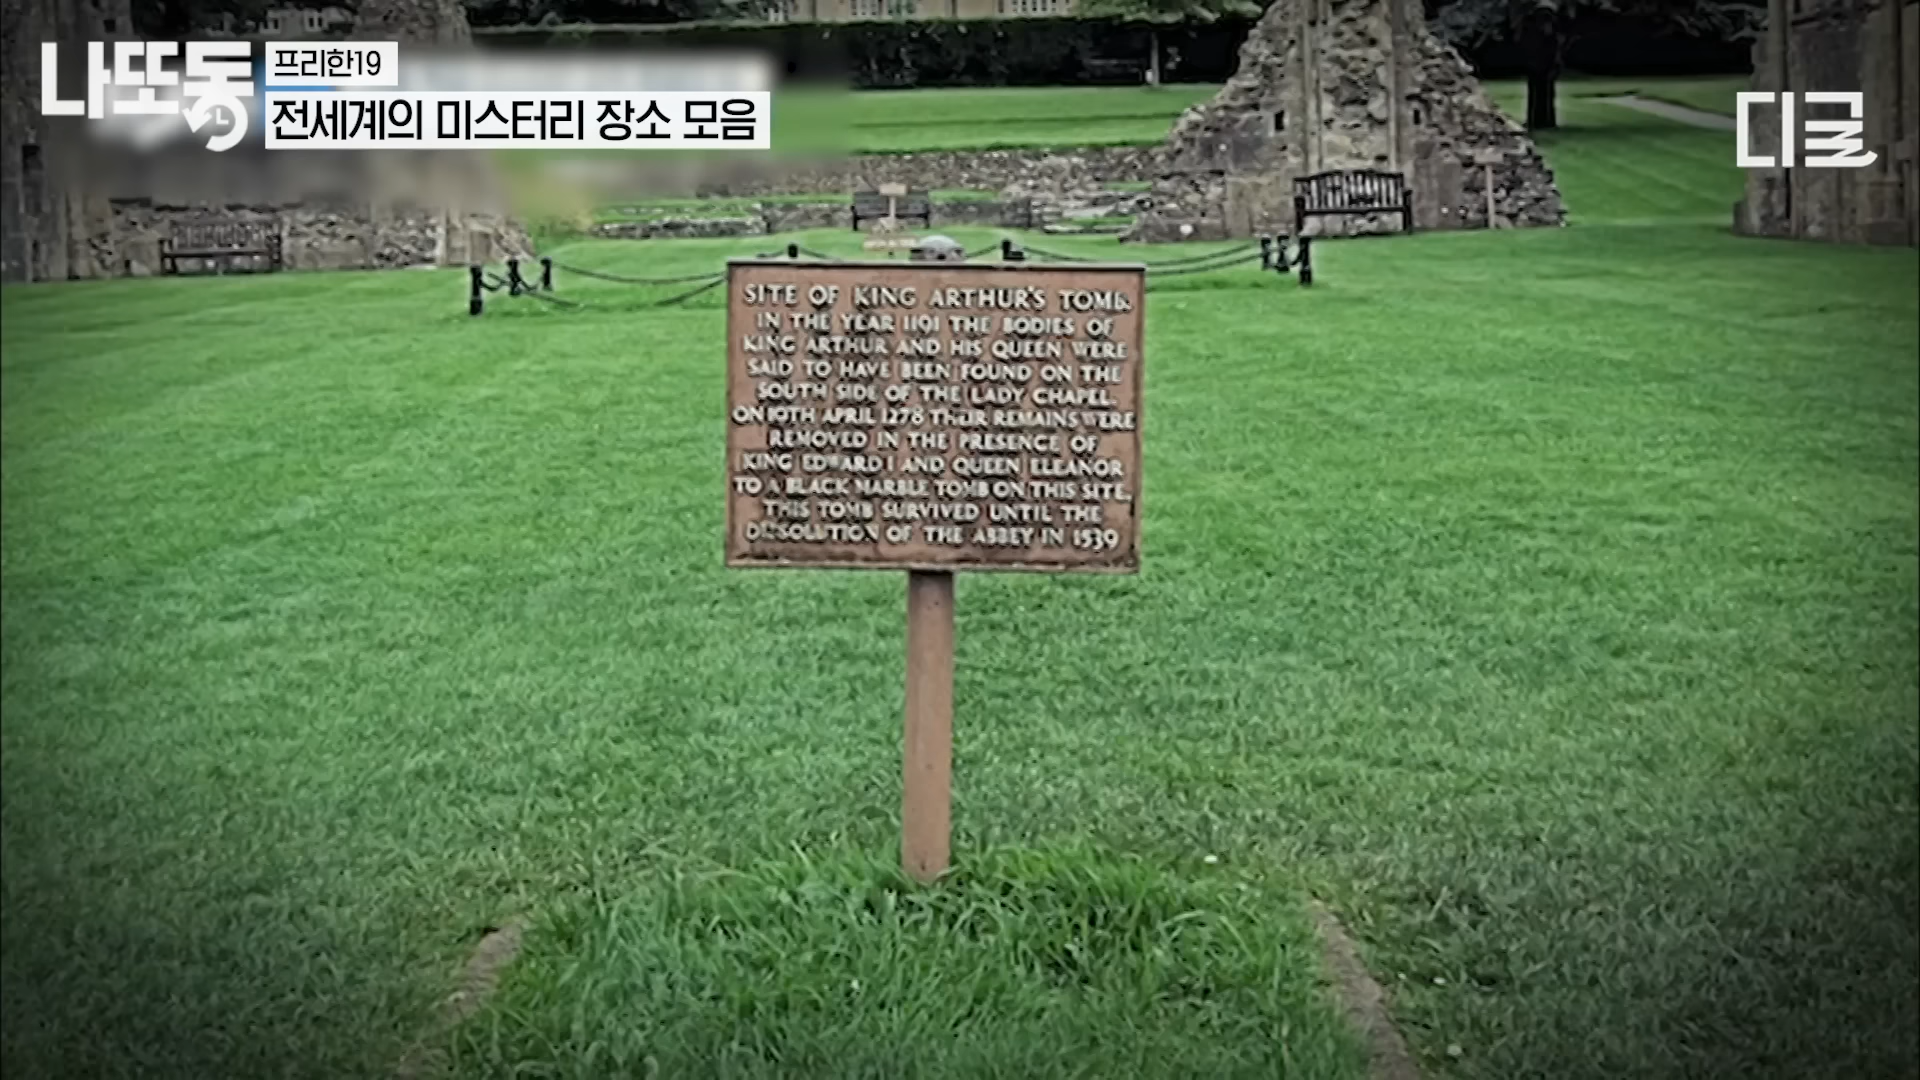 나또동
프리한19
전세계의 미스터리 장소 모음
디글
SITE OF KING ARTHUR'S TOMB.
IN THE YEAR 1191 THE BODIES OF
KING ARTHUR AND HIS QUEEN WERE
SAID TO HAVE BEEN FOUND ON THE
SOUTH SIDE OF THE LADY CHAPEL.
ON 19TH APRIL 1278 THEIR REMAINS WERE
REMOVED IN THE PRESENCE OF
KING EDWARD I AND QUEEN ELEANOR
TO A BLACK MARBLE TOMB ON THIS SITE.
THIS TOMB SURVIVED UNTIL THE
DISSOLUTION OF THE ABBEY IN 1539